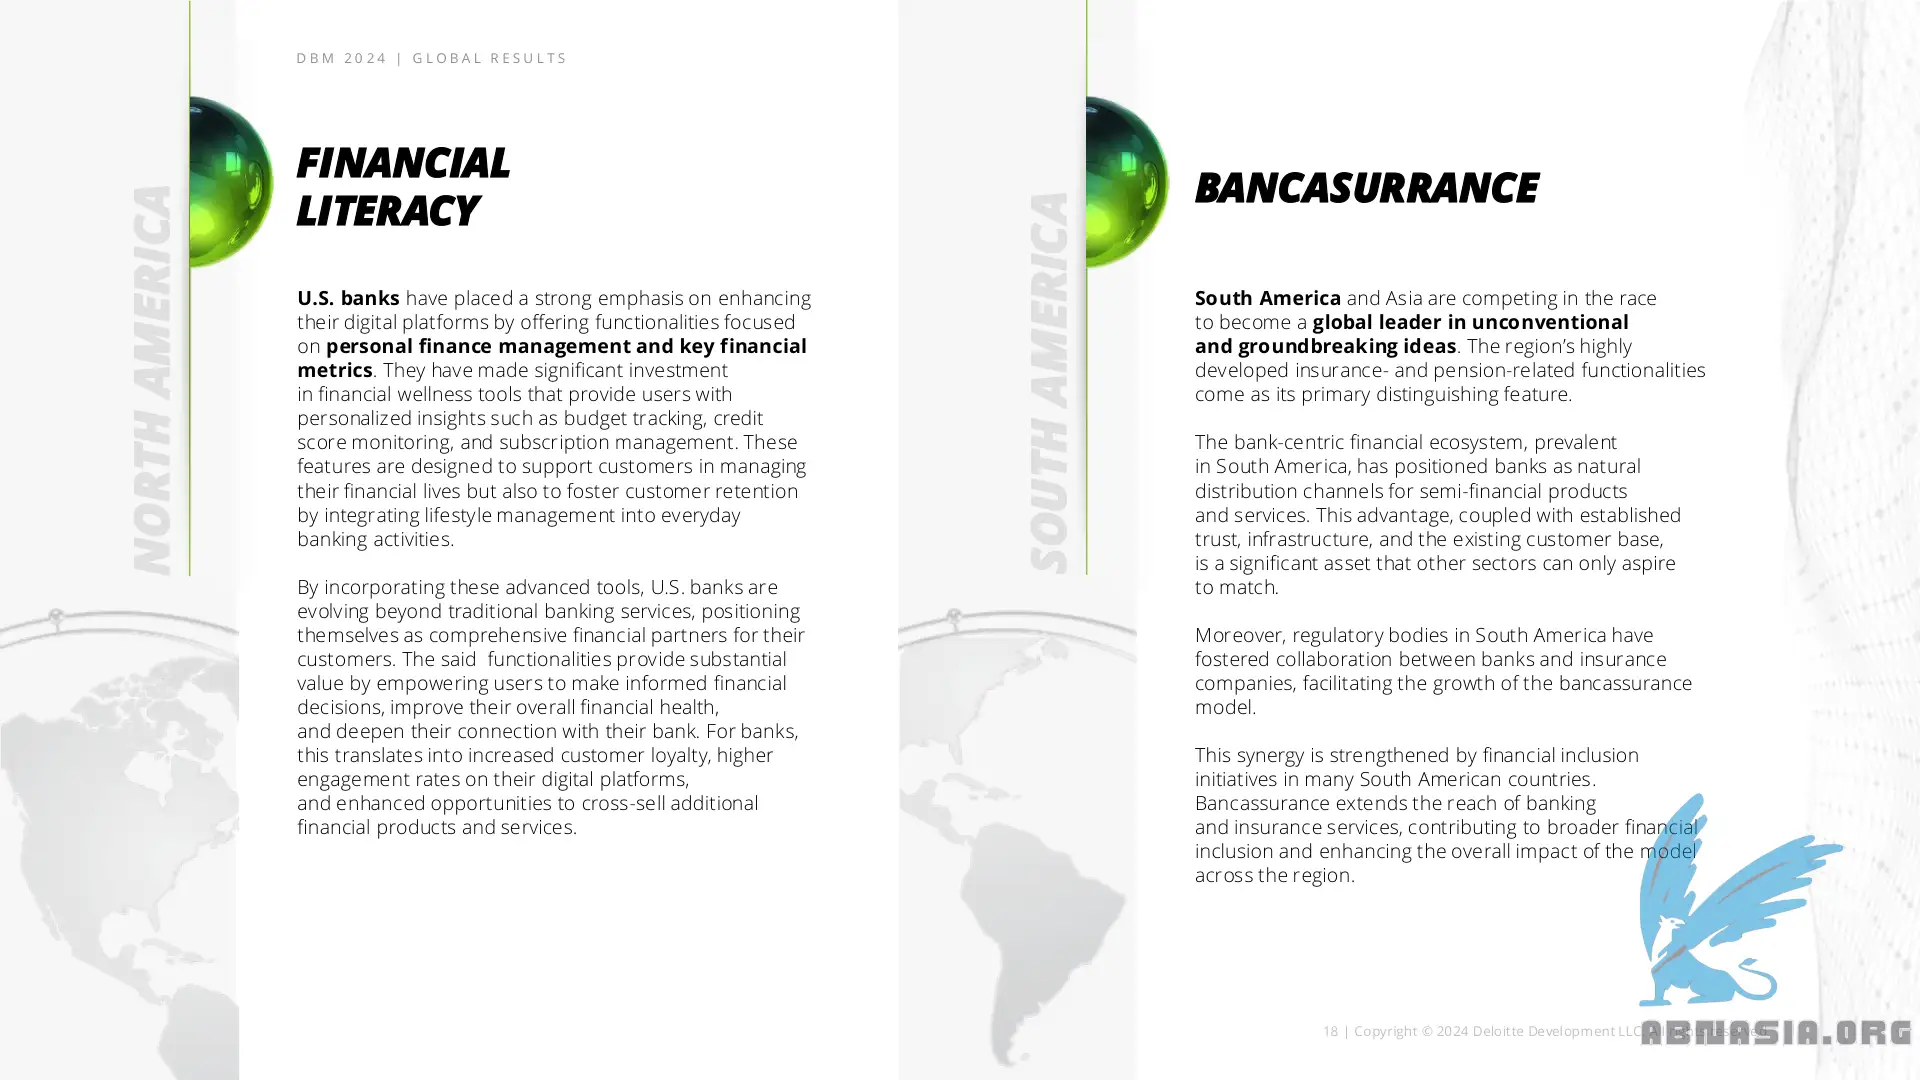 DBM 2024 | GLOBAL RESULTS
NORTH AMERICA
FINANCIAL
LITERACY
U.S. banks have placed a strong emphasis on enhancing
their digital platforms by offering functionalities focused
on personal finance management and key financial
metrics. They have made significant investment
in financial wellness tools that provide users with
personalized insights such as budget tracking, credit
score monitoring, and subscription management. These
features are designed to support customers in managing
their financial lives but also to foster customer retention
by integrating lifestyle management into everyday
banking activities.
By incorporating these advanced tools, U.S. banks are
evolving beyond traditional banking services, positioning
themselves as comprehensive financial partners for their
customers. The said functionalities provide substantial
value by empowering users to make informed financial
decisions, improve their overall financial health,
and deepen their connection with their bank. For banks,
this translates into increased customer loyalty, higher
engagement rates on their digital platforms,
and enhanced opportunities to cross-sell additional
financial products and services.
SOUTH AMERICA
BANCASURRANCE
South America and Asia are competing in the race
to become a global leader in unconventional
and groundbreaking ideas. The region’s highly
developed insurance- and pension-related functionalities
come as its primary distinguishing feature.
The bank-centric financial ecosystem, prevalent
in South America, has positioned banks as natural
distribution channels for semi-financial products
and services. This advantage, coupled with established
trust, infrastructure, and the existing customer base,
is a significant asset that other sectors can only aspire
to match.
Moreover, regulatory bodies in South America have
fostered collaboration between banks and insurance
companies, facilitating the growth of the bancassurance
model.
This synergy is strengthened by financial inclusion
initiatives in many South American countries.
Bancassurance extends the reach of banking
and insurance services, contributing to broader financial
inclusion and enhancing the overall impact of the model
across the region.
18 | Copyright © 2024 Deloitte Development LLC. All rights reserved.
ABNASIA.ORG